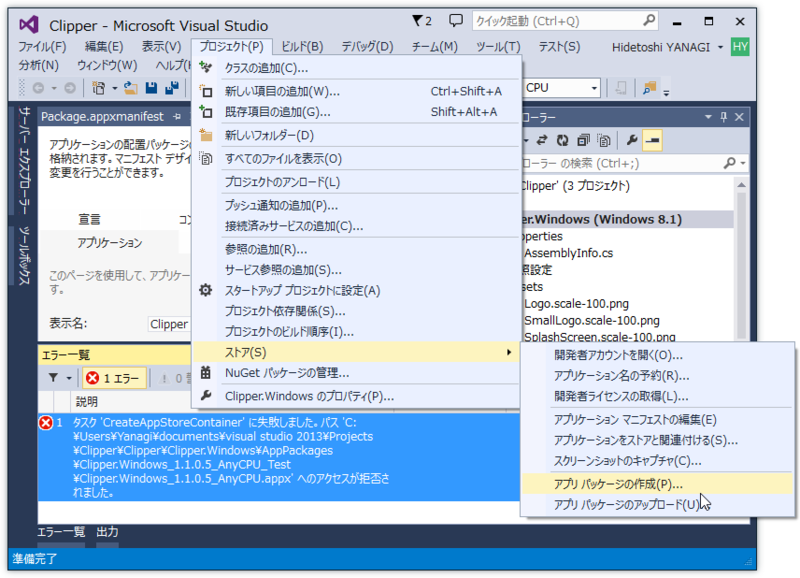 Clipper - Microsoft Visual Studio
2
クイック起動 (Ctrl+Q)
ファイル(F) 編集(E) 表示(V) プロジェクト(P) ビルド(B) デバッグ(D) チーム(M) ツール(T) テスト(S) Hidetoshi YANAGI HY
分析(N) ウィンドウ(W) ヘルプ(
クラスの追加(C)...
新しい項目の追加(W)... Ctrl+Shift+A
既存項目の追加(G)... Shift+Alt+A
新しいフォルダー(D)
すべてのファイルを表示(O)
プロジェクトのアンロード(L)
プッシュ通知の追加(P)...
接続済みサービスの追加(C)...
参照の追加(R)...
サービス参照の追加(S)...
スタートアップ プロジェクトに設定(A)
プロジェクト依存関係(S)...
プロジェクトのビルド順序(I)...
ストア(S)
NuGet パッケージの管理...
Clipper.Windows のプロパティ(P)...
CPU
サーバー エクスプローラー
ツールボックス
Package.appxmanifest
アプリケーションの配置パッケージの
格納されます。マニフェスト デザイ
変更を行うことができます。
宣言 コン
アプリケーション
このページを使用して、アプリケー
す。
表示名: Clipper
ローラー
ローラー の検索 (Ctrl+;)
Clipper' (3 プロジェクト)
er.Windows (Windows 8.1)
operties
AssemblyInfo.cs
照設定
sets
Logo.scale-100.png
SmallLogo.scale-100.png
SplashScreen.scale-100.png
開発者アカウントを開く(O)...
アプリケーション名の予約(R)...
開発者ライセンスの取得(L)...
アプリケーション マニフェストの編集(E)
アプリケーションをストアと関連付ける(S)...
スクリーンショットのキャプチャ(C)...
アプリ パッケージの作成(P)...
アプリ パッケージのアップロード(U)
エラー一覧
1 エラー 0
説明
1 タスク 'CreateAppStoreContainer' に失敗しました。パス 'C:
¥Users¥Yanagi¥documents¥visual studio 2013¥Projects
¥Clipper¥Clipper¥Clipper.Windows¥AppPackages
¥Clipper.Windows_1.1.0.5_AnyCPU_Test
¥Clipper.Windows_1.1.0.5_AnyCPU.appx' へのアクセスが拒否さ
れました。
エラー一覧 出力
準備完了